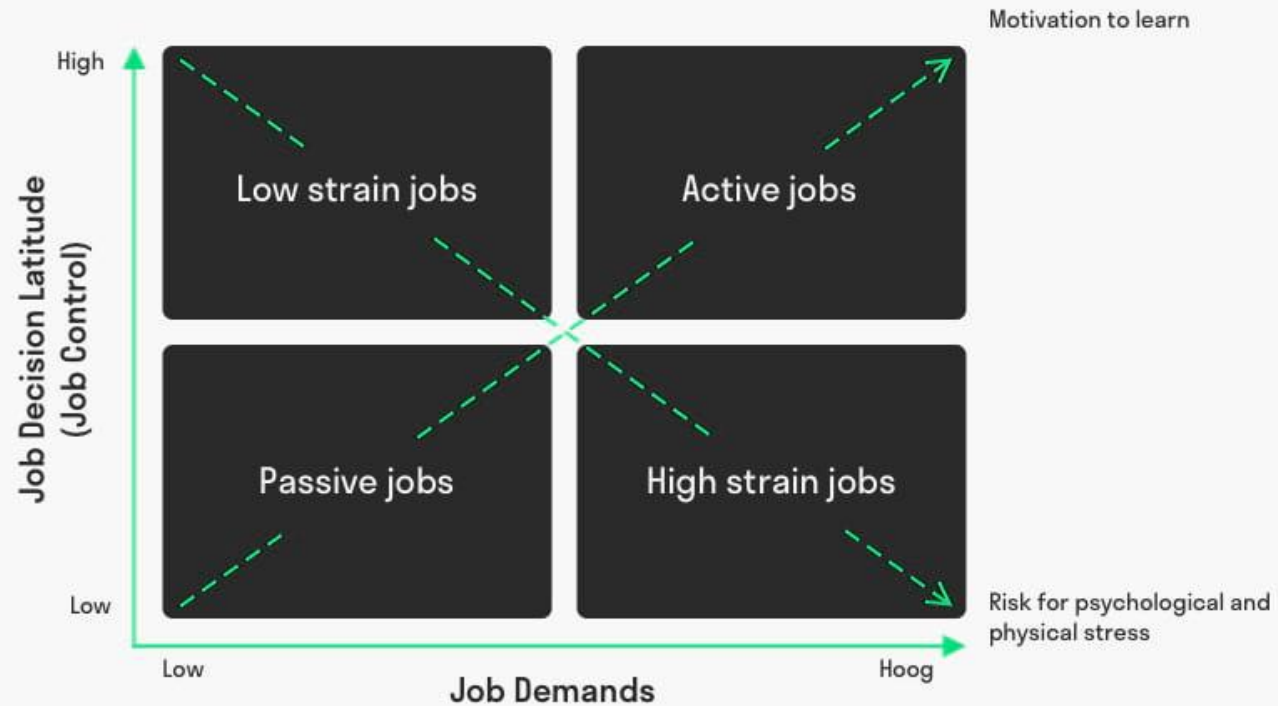 Motivation to learn
High
Low strain jobs
Active jobs
Job Decision Latitude
(Job Control)
Passive jobs
High strain jobs
Low
Risk for psychological and
physical stress
Low
Hoog
Job Demands